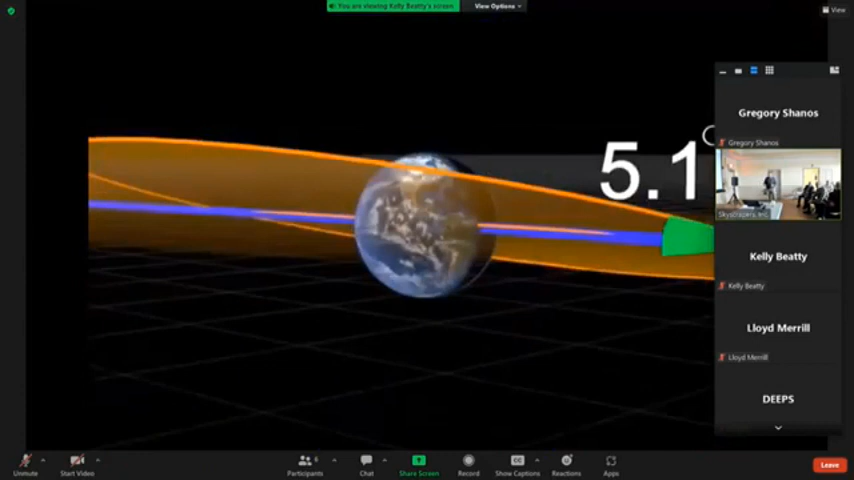 You are viewing Kelly Beatty's screen
View Options
View
Gregory Shanos
Gregory Shanos
5.1°
Skyscrapers, Inc.
Kelly Beatty
Kelly Beatty
Lloyd Merrill
Lloyd Merrill
DEEPS
Unmute
Start Video
Participants
6
Chat
Share Screen
Record
Show Captions
Reactions
Apps
Leave